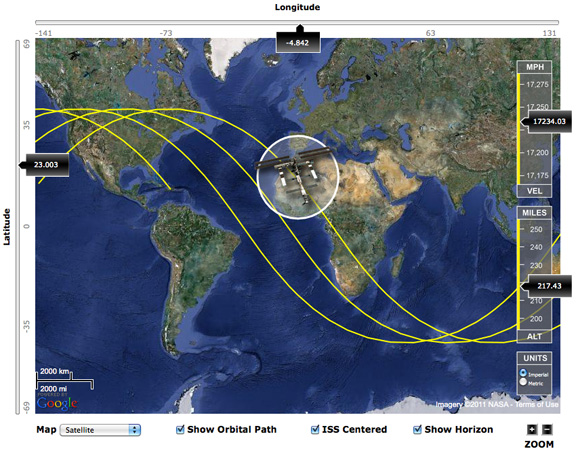 Longitude
-141
-73
-4.842
63
131
Latitude
69
35
23.003
0
-35
-69
MPH
17,275
17,250
17234.03
17,200
17,175
VEL
MILES
250
240
230
217.43
210
200
ALT
UNITS
Imperial
Metric
2000 km
2000 mi
POWERED BY
Google
Imagery ©2011 NASA - Terms of Use
Map
Satellite
Show Orbital Path
ISS Centered
Show Horizon
ZOOM